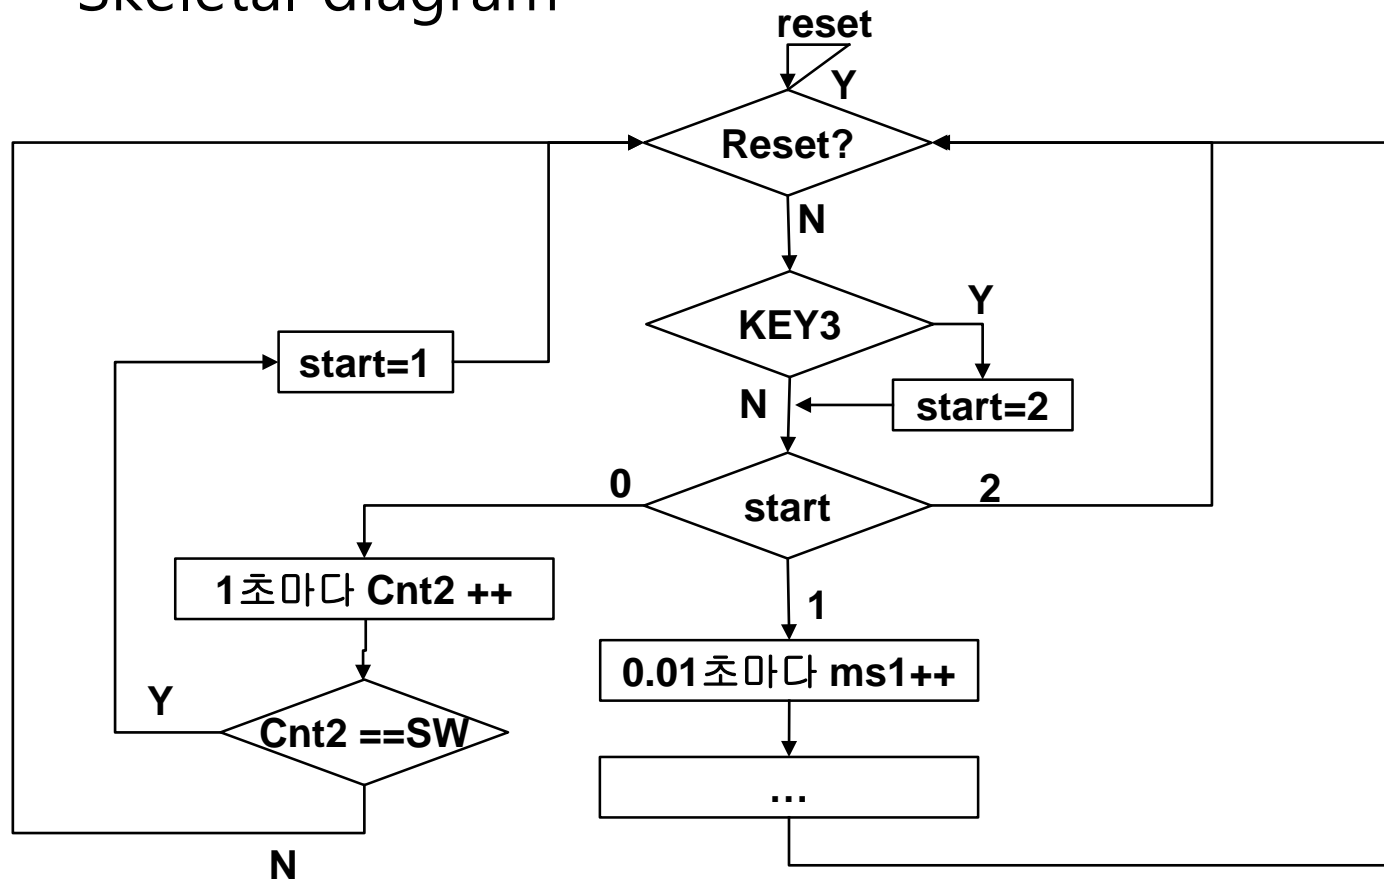 Skeletal diagram
reset
Y
Reset?
N
KEY3
Y
start=1
N
start=2
0
start
2
1초마다 Cnt2 ++
1
0.01초마다 ms1++
Y
Cnt2 ==SW
...
N